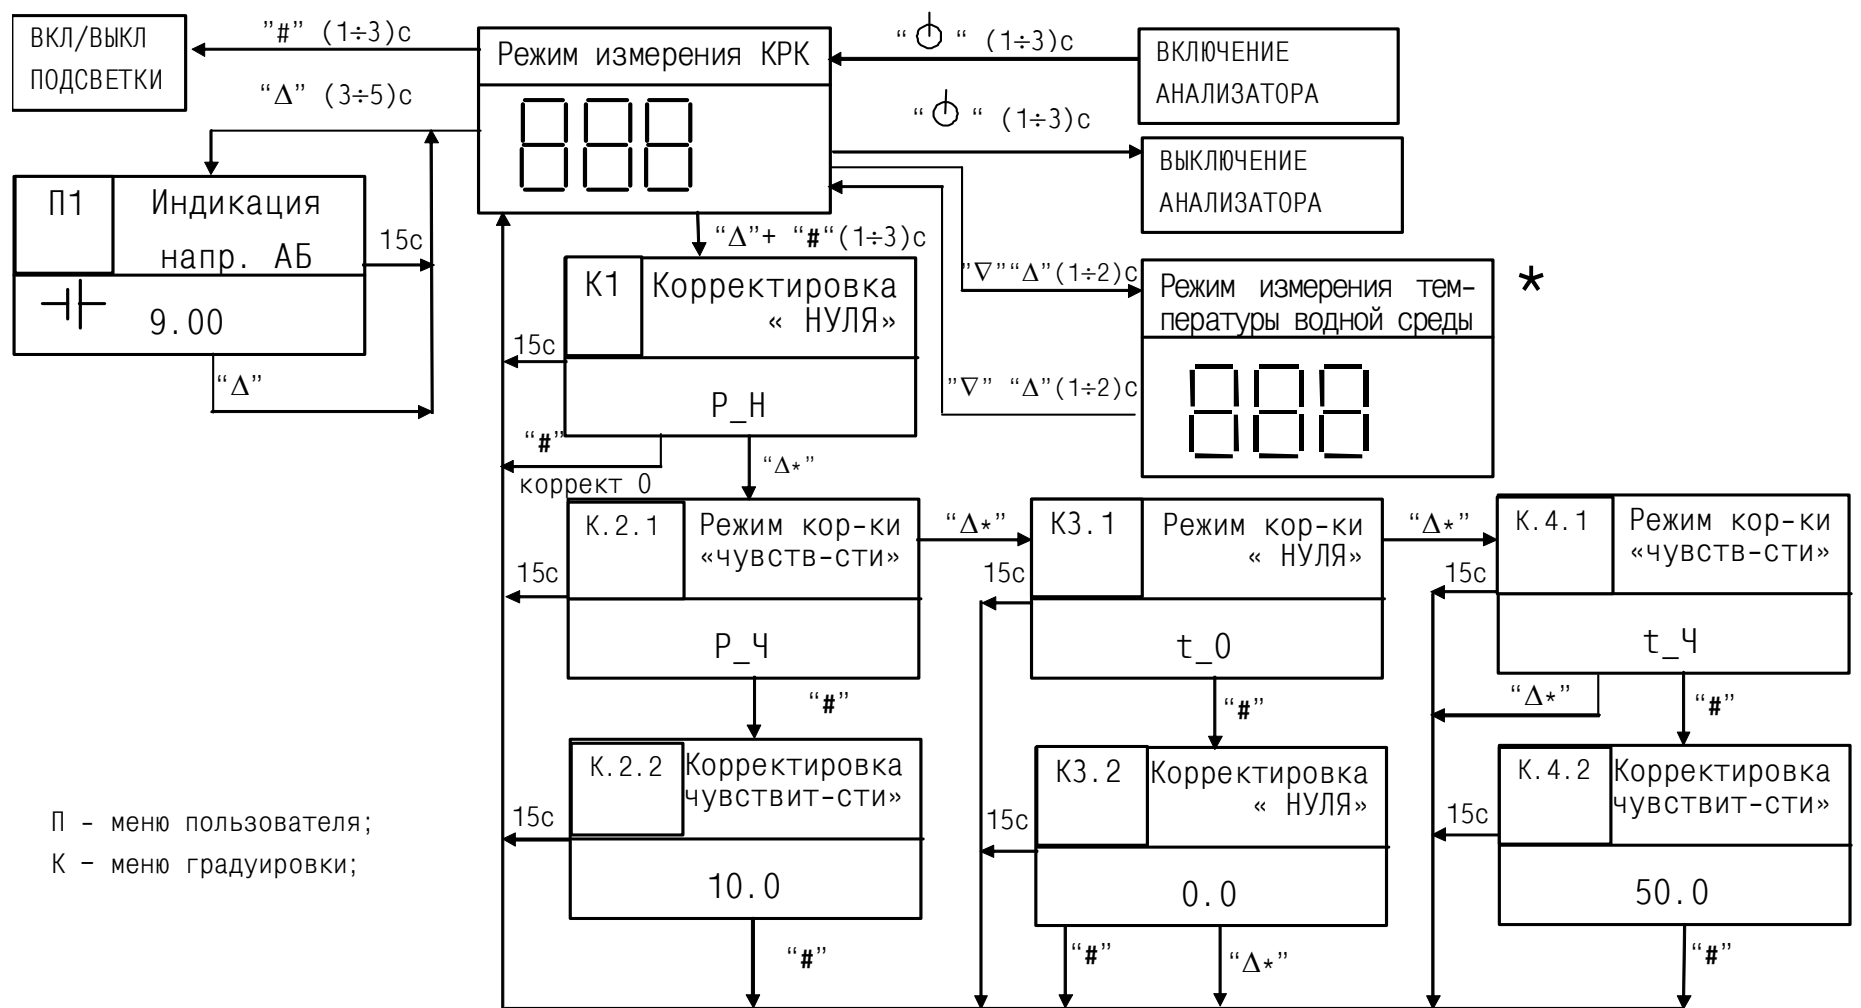 ВКЛ/ВЫКЛ
ПОДСВЕТКИ
”#” (1÷3)с
“Δ” (3÷5)с
Режим измерения КРК
“ “ (1÷3)с
ВКЛЮЧЕНИЕ
АНАЛИЗАТОРА
“ “ (1÷3)с
ВЫКЛЮЧЕНИЕ
АНАЛИЗАТОРА
П1
Индикация
напр. АБ
15с
9.00
“Δ”
“Δ”+ “#“(1÷3)с
К1
Корректировка
« НУЛЯ»
15с
Р_Н
”∇”“Δ”(1÷2)с
”∇” “Δ”(1÷2)с
Режим измерения тем-
пературы водной среды
*
“#”
коррект 0
“Δ*”
К.2.1
Режим кор-ки
«чувств-сти»
15с
Р_Ч
“Δ*”
К3.1
Режим кор-ки
« НУЛЯ»
15с
t_0
“Δ*”
К.4.1
Режим кор-ки
«чувств-сти»
15с
t_Ч
“#”
“#”
“Δ*”
“#”
К.2.2
Корректировка
чувствит-сти»
15с
10.0
К3.2
Корректировка
« НУЛЯ»
15с
0.0
К.4.2
Корректировка
чувствит-сти»
15с
50.0
“#”
“#”
“Δ*”
“#”
П - меню пользователя;
К – меню градуировки;